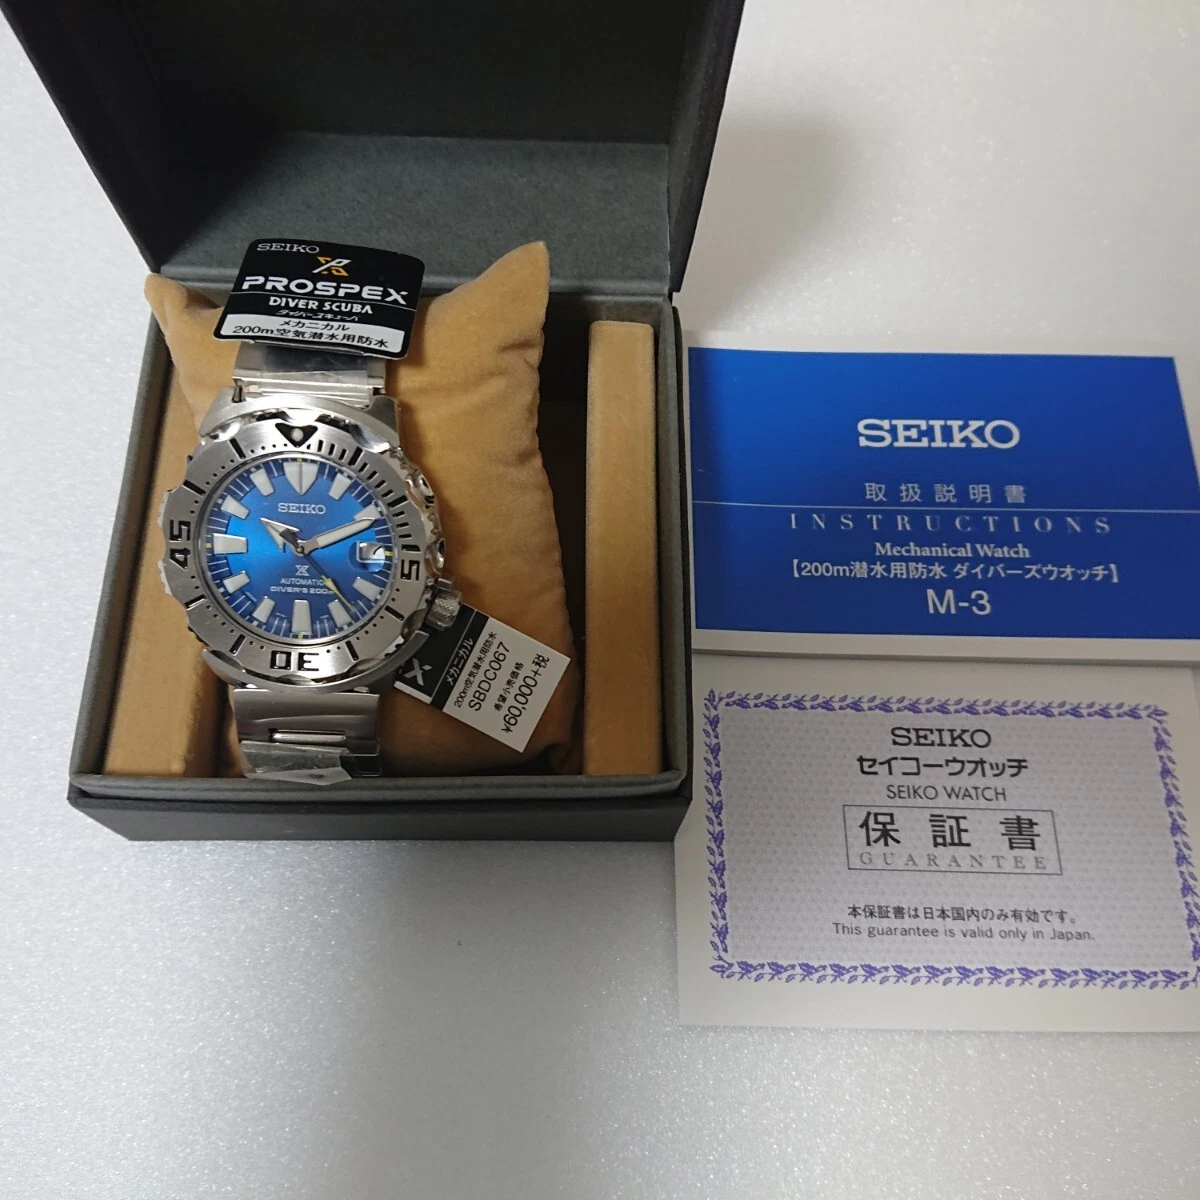 SEIKO
PROSPEX
DIVER SCUBA
ダイバースキューバ
メカニカル
200m空気潜水用防水
SEIKO
AUTOMATIC
DIVER'S 200m
45
15
30
メカニカル
200m空気潜水用防水
SBDC067
希望小売価格
¥60,000+税
SEIKO
取扱説明書
INSTRUCTIONS
Mechanical Watch
【200m潜水用防水 ダイバーズウオッチ】
M-3
SEIKO
セイコーウオッチ
SEIKO WATCH
保証書
GUARANTEE
本保証書は日本国内のみ有効です。
This guarantee is valid only in Japan.